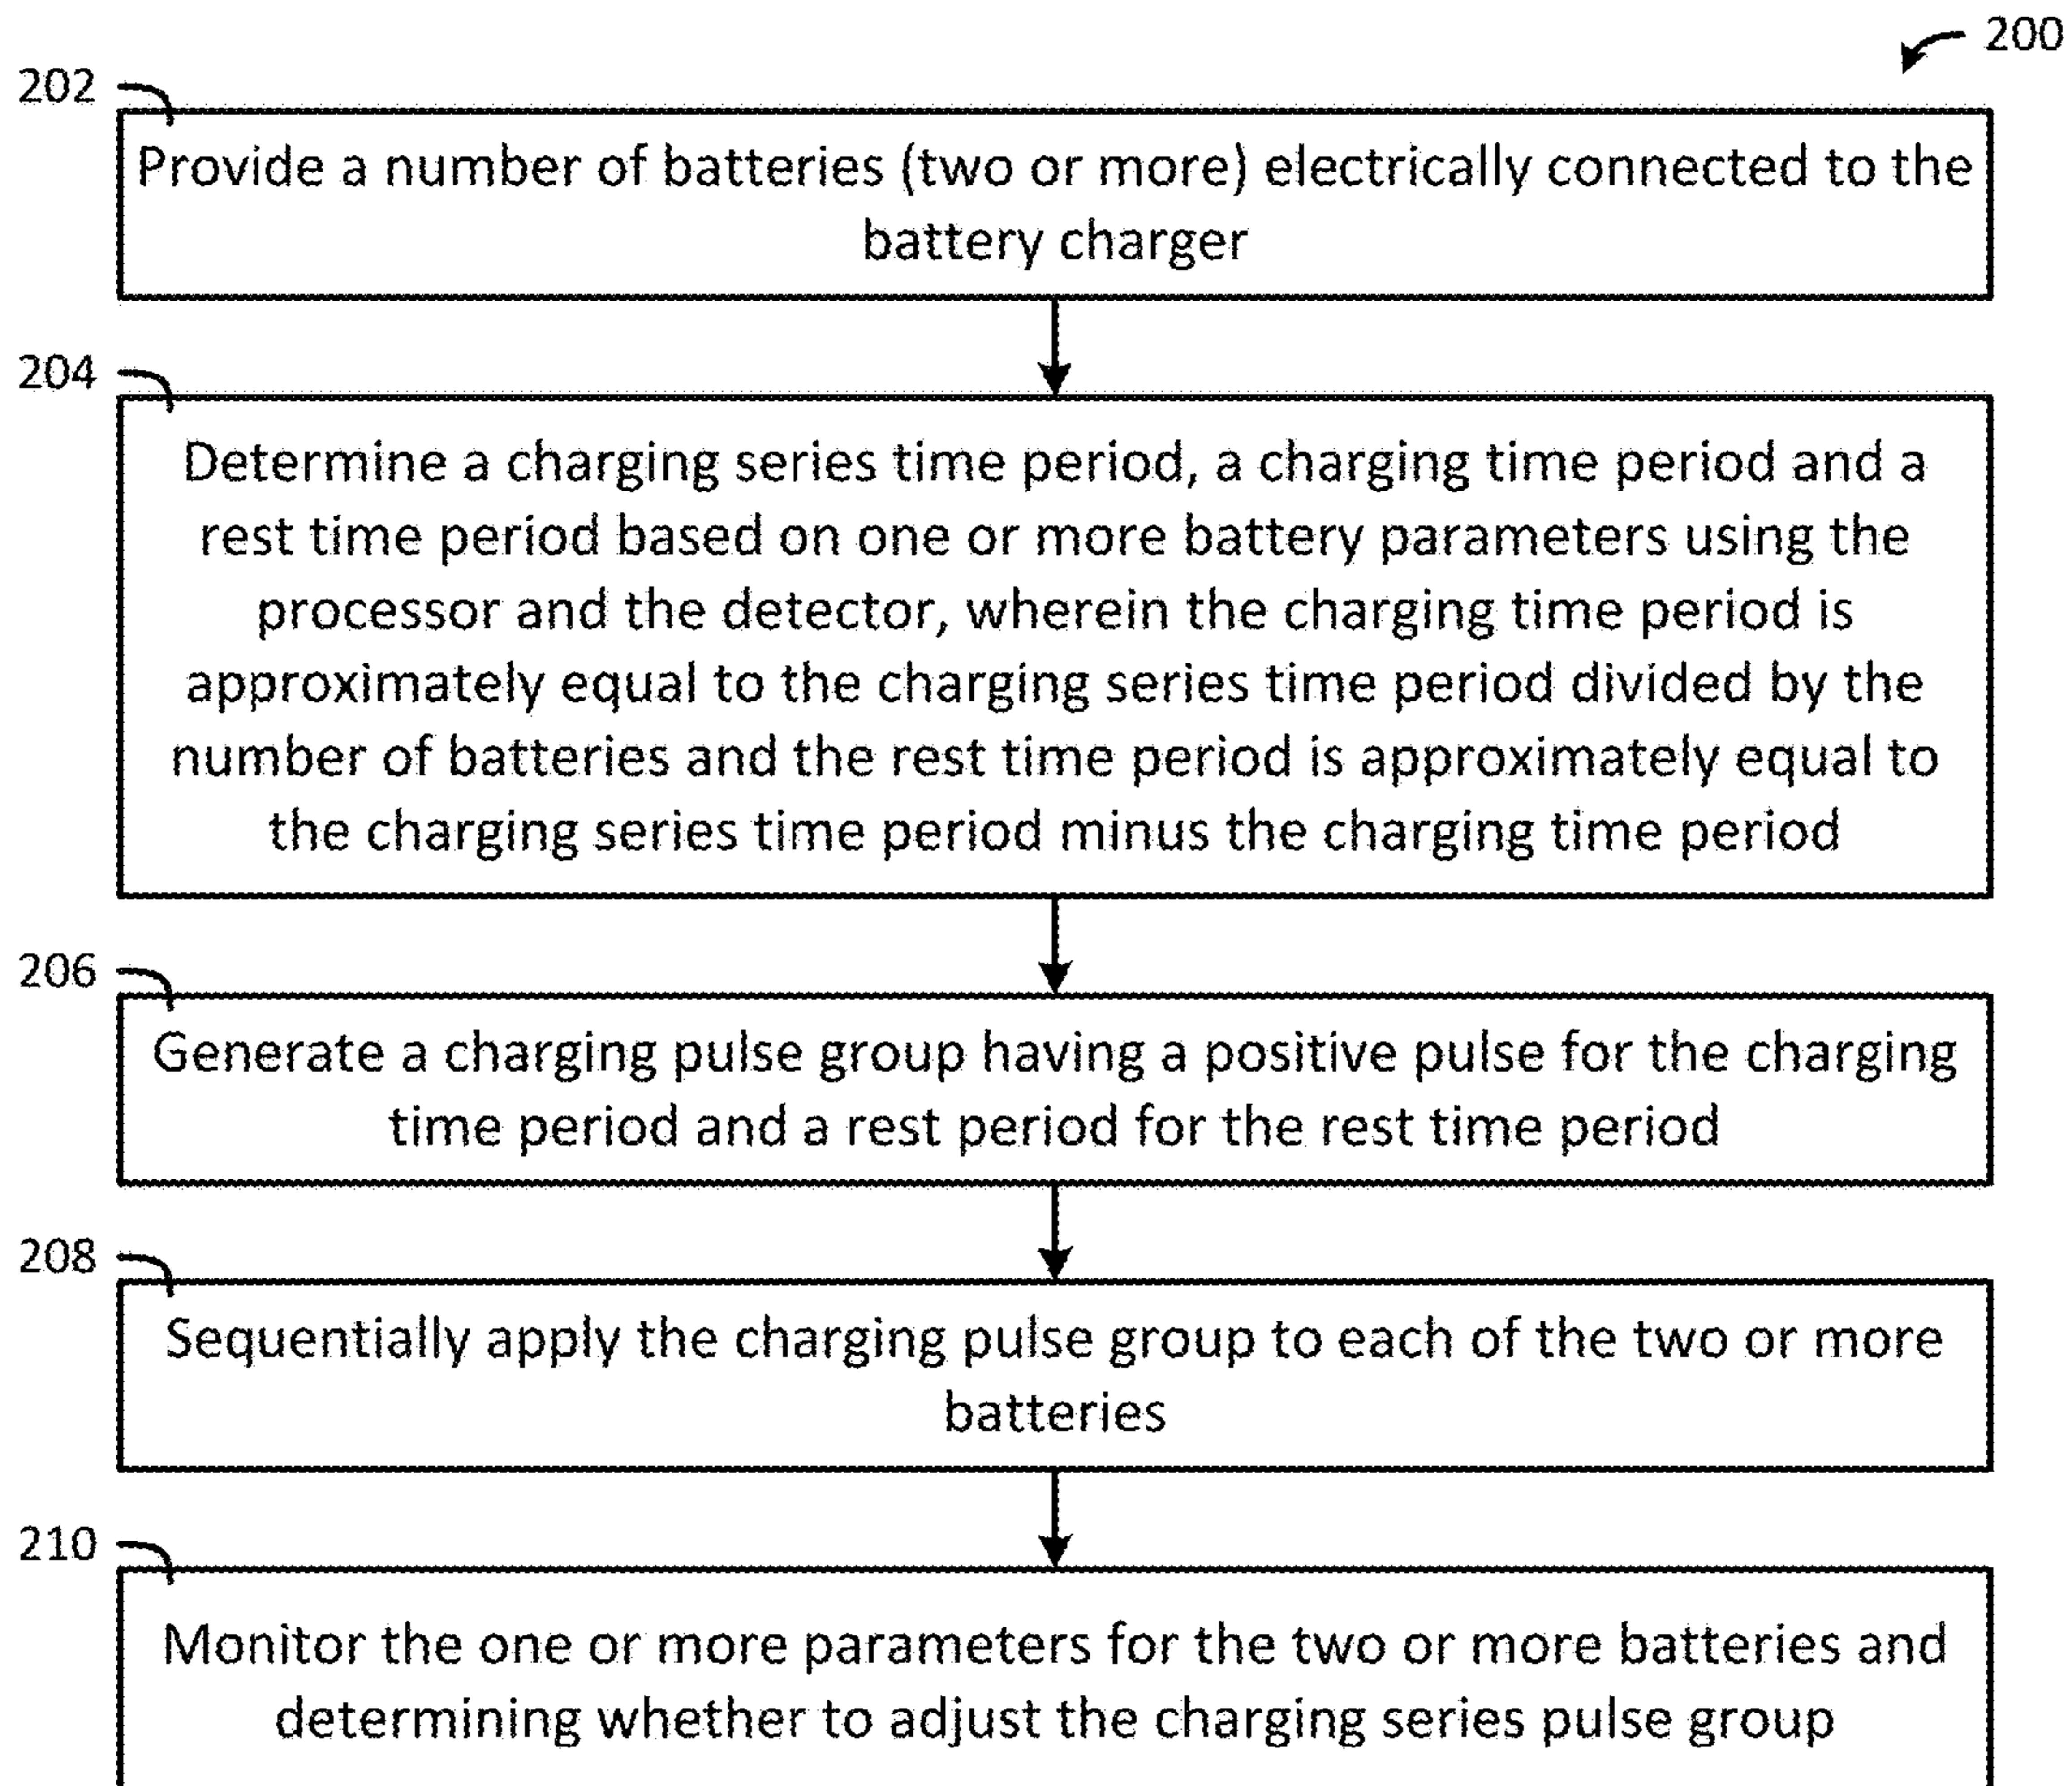 200
202
Provide a number of batteries (two or more) electrically connected to the
battery charger
204
Determine a charging series time period, a charging time period and a
rest time period based on one or more battery parameters using the
processor and the detector, wherein the charging time period is
approximately equal to the charging series time period divided by the
number of batteries and the rest time period is approximately equal to
the charging series time period minus the charging time period
206
Generate a charging pulse group having a positive pulse for the charging
time period and a rest period for the rest time period
208
Sequentially apply the charging pulse group to each of the two or more
batteries
210
Monitor the one or more parameters for the two or more batteries and
determining whether to adjust the charging series pulse group